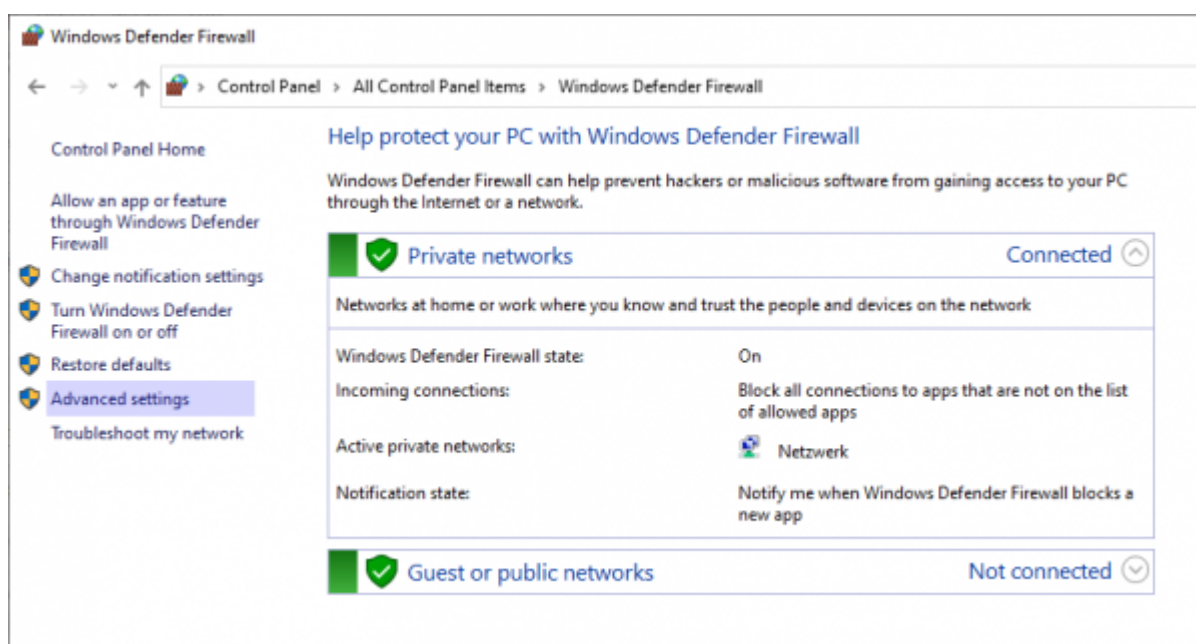 Windows Defender Firewall
Control Panel > All Control Panel Items > Windows Defender Firewall
Control Panel Home
Allow an app or feature
through Windows Defender
Firewall
Change notification settings
Turn Windows Defender
Firewall on or off
Restore defaults
Advanced settings
Troubleshoot my network
Help protect your PC with Windows Defender Firewall
Windows Defender Firewall can help prevent hackers or malicious software from gaining access to your PC
through the Internet or a network.
Private networks Connected
Networks at home or work where you know and trust the people and devices on the network
Windows Defender Firewall state: On
Incoming connections: Block all connections to apps that are not on the list
of allowed apps
Active private networks: Netzwerk
Notification state: Notify me when Windows Defender Firewall blocks a
new app
Guest or public networks Not connected